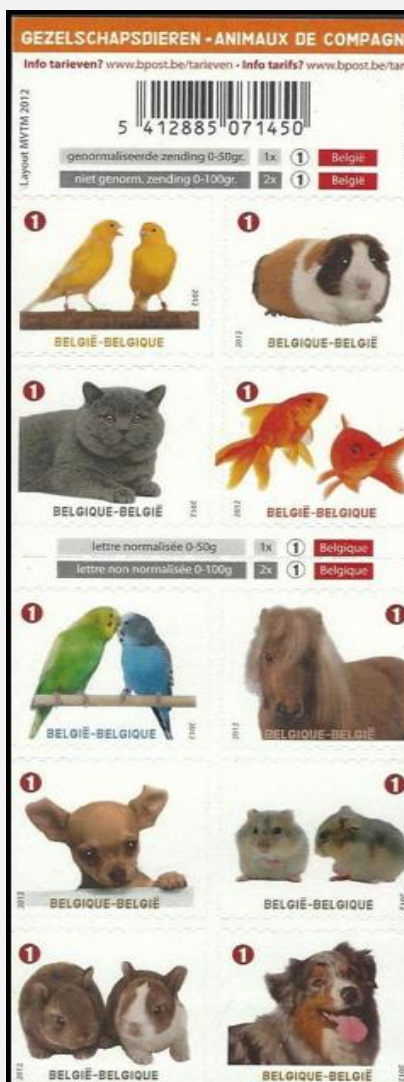 GEZELSCHAPSDIEREN • ANIMAUX DE COMPAGN
Info tarieven? www.bpost.be/tarieven • Info tarifs? www.bpost.be/tar
Layout MVTM 2012
5 412885 071450
genormaliseerde zending 0-50gr. 1x 1 België
niet genorm. zending 0-100gr. 2x 1 België
1
2012
BELGIË-BELGIQUE
1
2012
BELGIQUE-BELGIË
1
2012
BELGIQUE-BELGIË
1
2012
BELGIË-BELGIQUE
lettre normalisée 0-50g 1x 1 Belgique
lettre non normalisée 0-100g 2x 1 Belgique
1
2012
BELGIË-BELGIQUE
1
2012
BELGIQUE-BELGIË
1
2012
BELGIQUE-BELGIË
1
2012
BELGIË-BELGIQUE
1
2012
BELGIË-BELGIQUE
1
2012
BELGIQUE-BELGIË